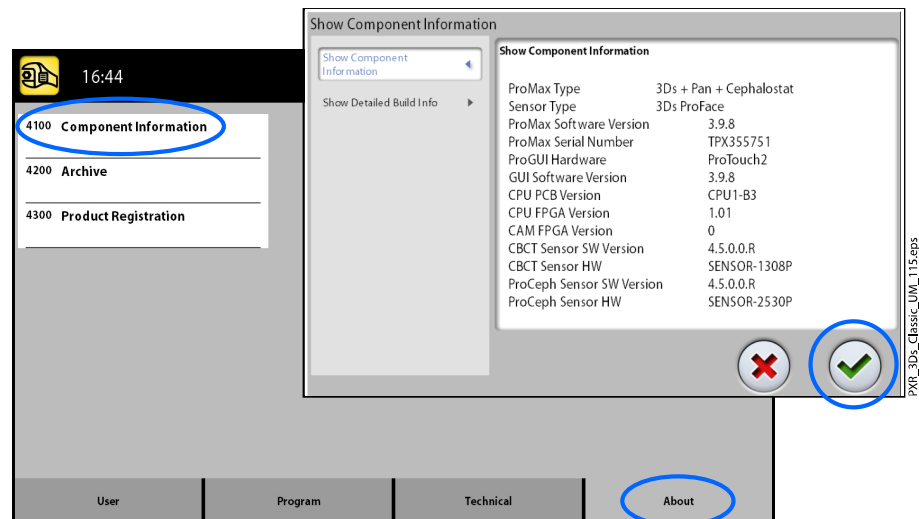 Show Component Information
Show Component
Information
Show Detailed Build Info
Show Component Information
ProMax Type 3Ds + Pan + Cephalostat
Sensor Type 3Ds ProFace
ProMax Software Version 3.9.8
ProMax Serial Number TPX355751
ProGUI Hardware ProTouch2
GUI Software Version 3.9.8
CPU PCB Version CPU1-B3
CPU FPGA Version 1.01
CAM FPGA Version 0
CBCT Sensor SW Version 4.5.0.0.R
CBCT Sensor HW SENSOR-1308P
ProCeph Sensor SW Version 4.5.0.0.R
ProCeph Sensor HW SENSOR-2530P
16:44
4100 Component Information
4200 Archive
4300 Product Registration
User Program Technical About
PXR_3Ds_Classic_UM_115.eps